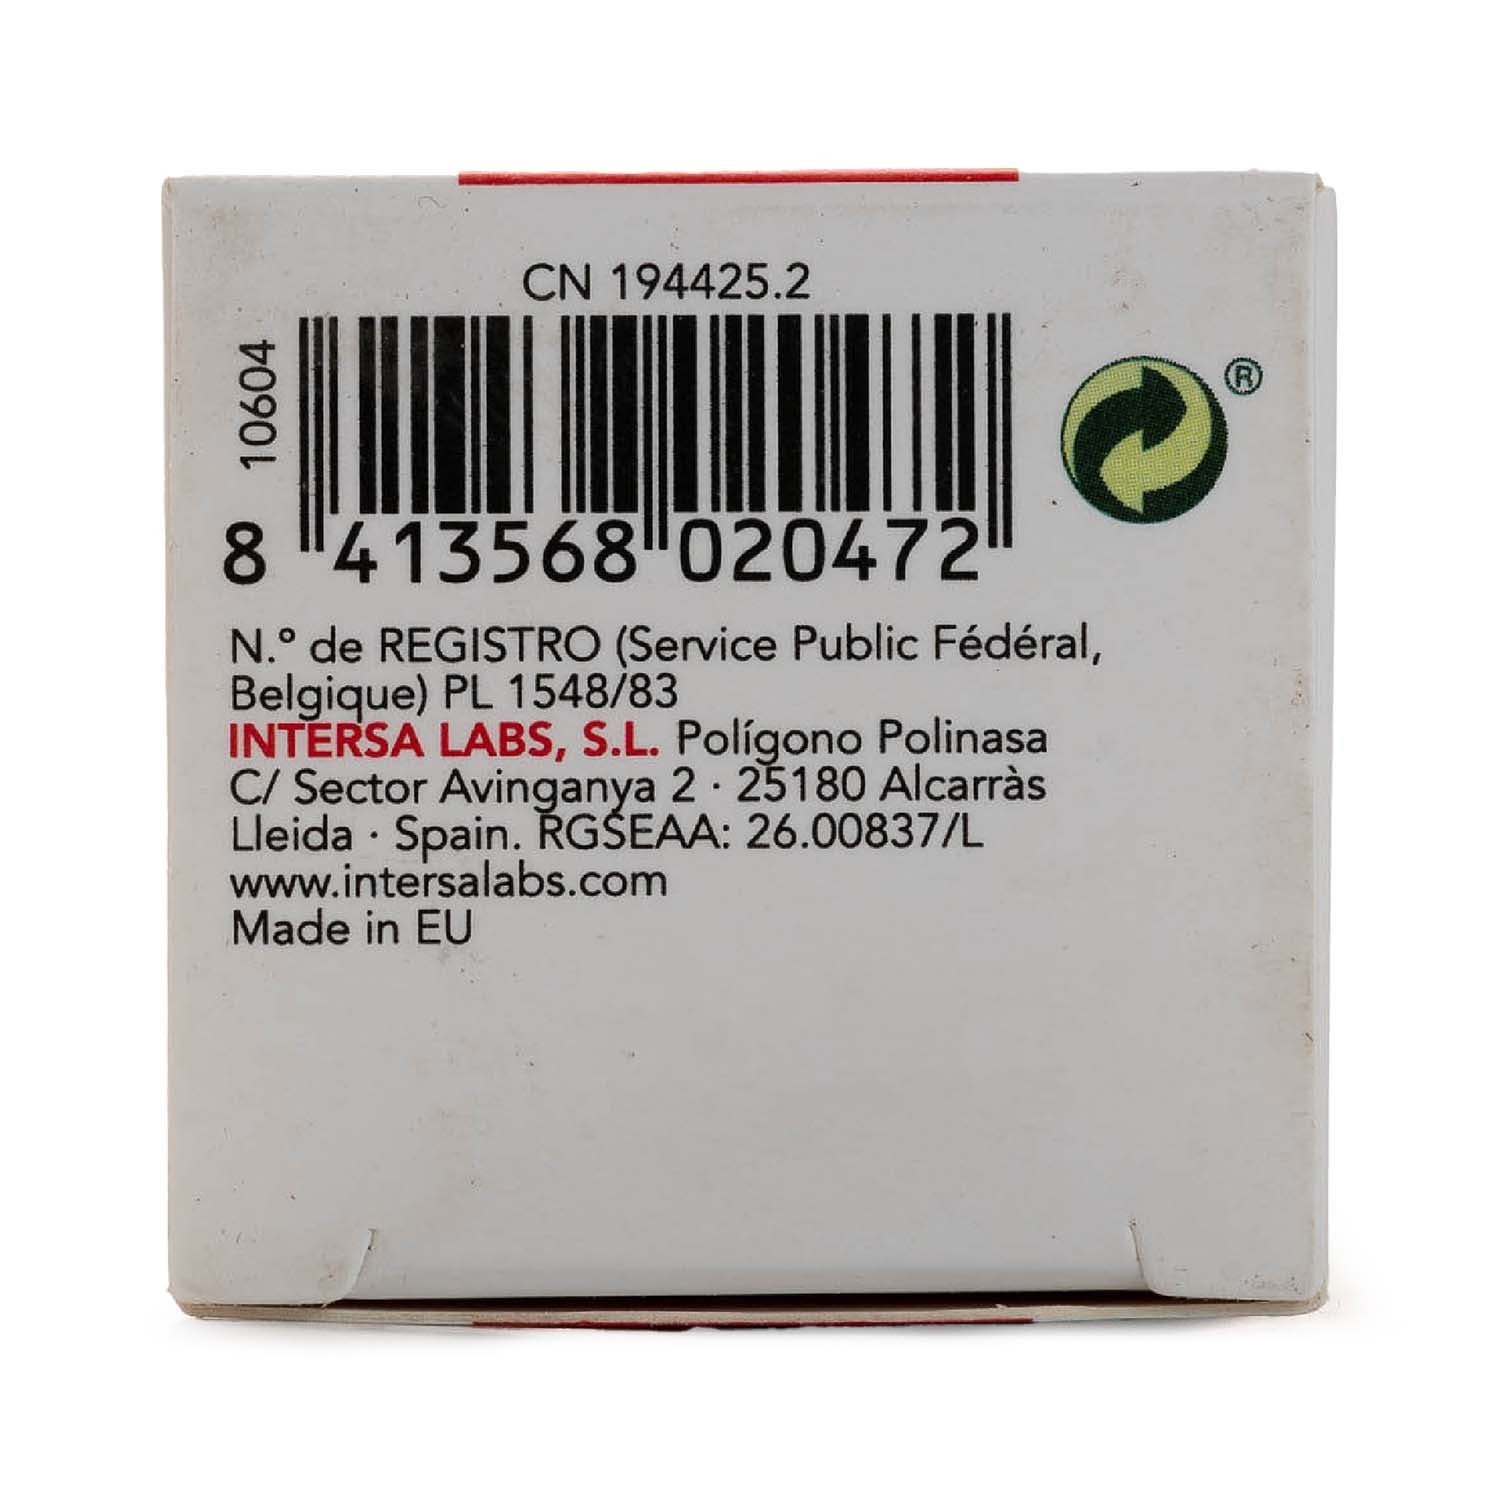 CN 194425.2
10604
8 413568 020472
®
N.º de REGISTRO (Service Public Fédéral,
Belgique) PL 1548/83
INTERSA LABS, S.L. Polígono Polinasa
C/ Sector Avinganya 2 · 25180 Alcarràs
Lleida · Spain. RGSEAA: 26.00837/L
www.intersalabs.com
Made in EU